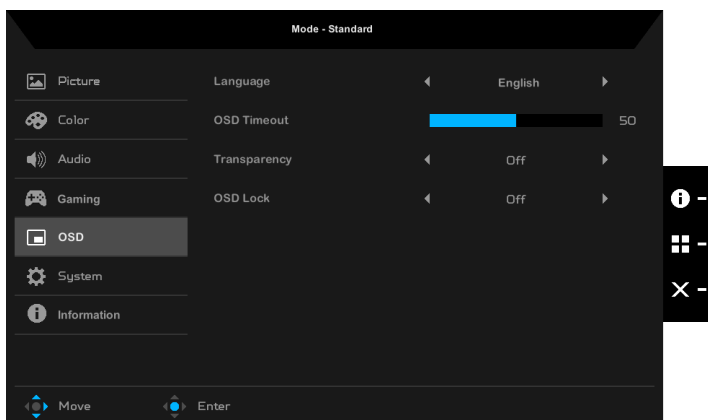 Mode - Standard
Picture
Language English
Color
OSD Timeout 50
Audio
Transparency Off
Gaming
OSD Lock Off
OSD
System
Information
Move Enter